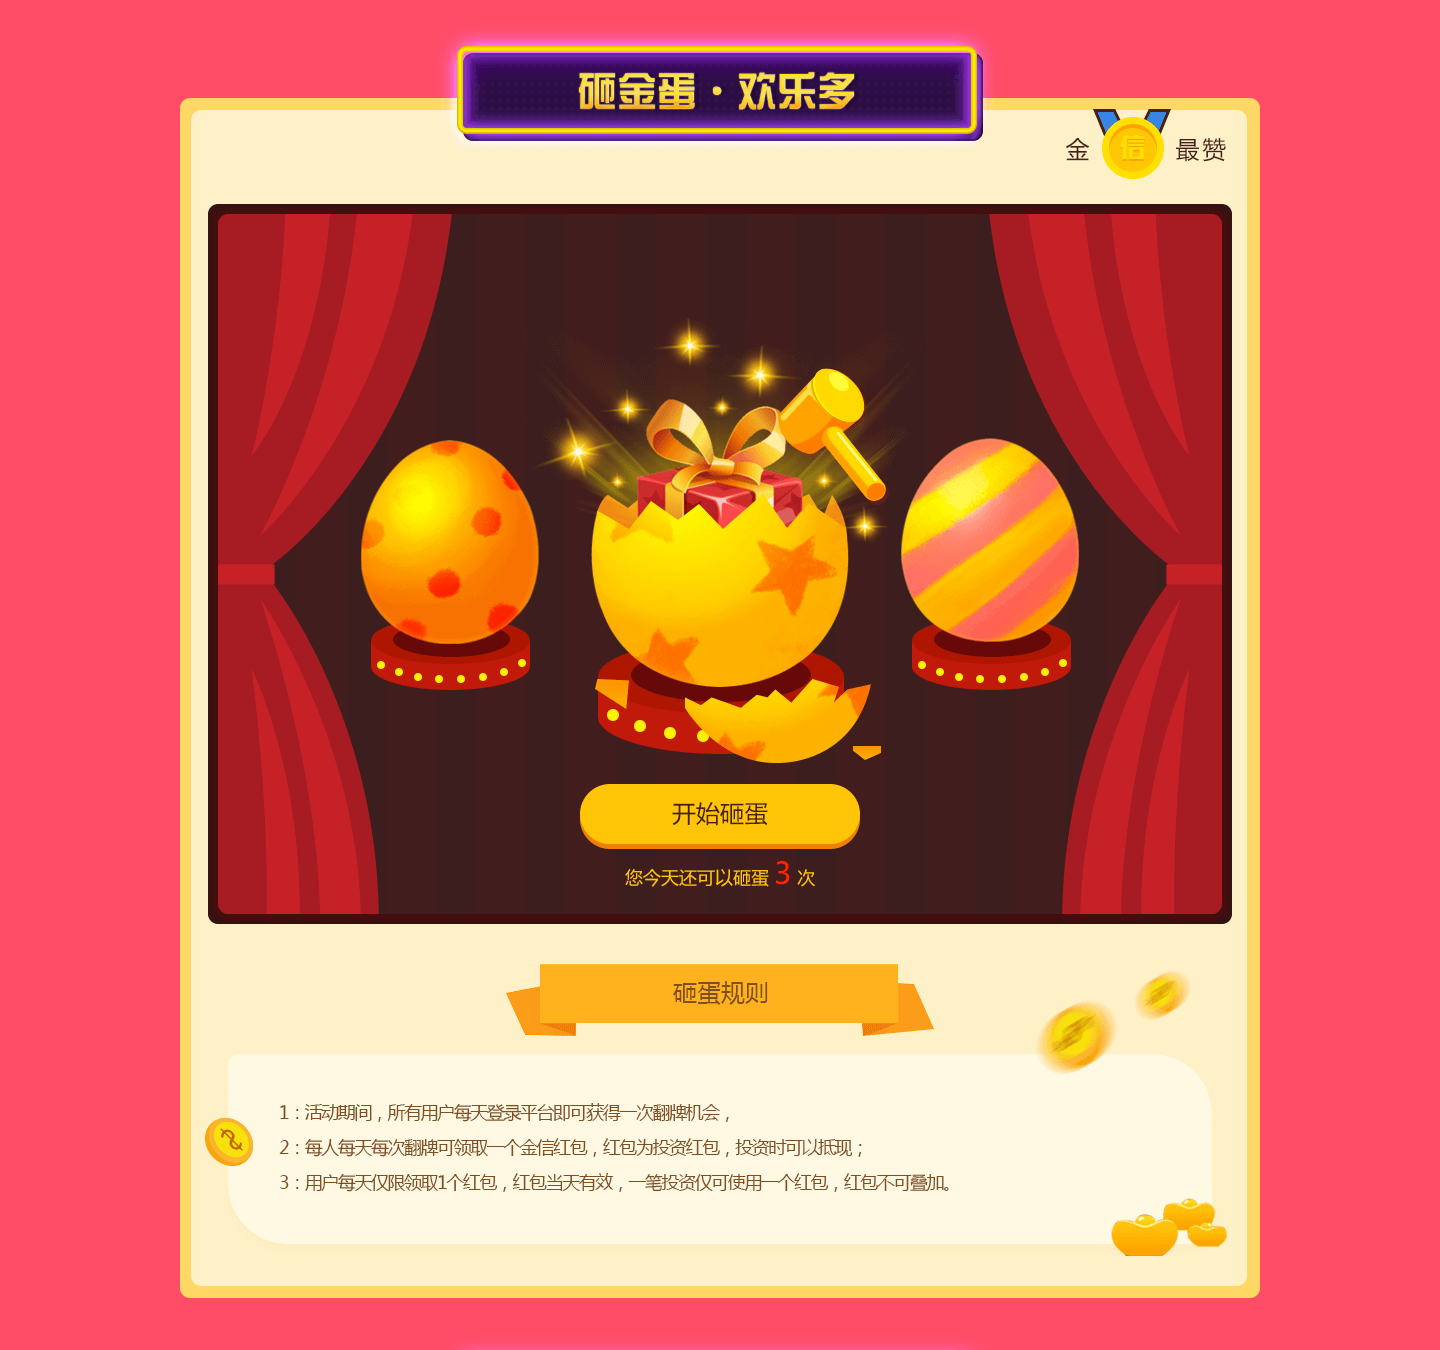 砸金蛋·欢乐多
金 信 最赞
开始砸蛋
您今天还可以砸蛋 3 次
砸蛋规则
1：活动期间，所有用户每天登录平台即可获得一次翻牌机会，
2：每人每天每次翻牌可领取一个金信红包，红包为投资红包，投资时可以抵现；
3：用户每天仅限领取1个红包，红包当天有效，一笔投资仅可使用一个红包，红包不可叠加。